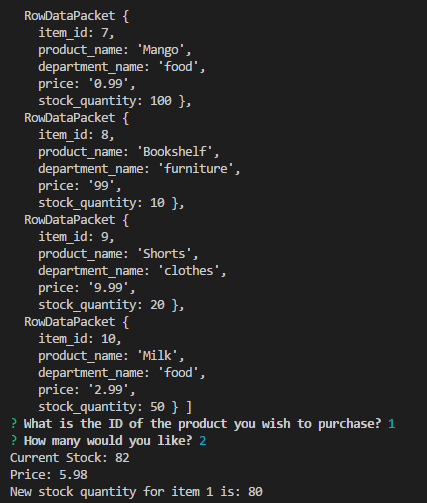 RowDataPacket {
item_id: 7,
product_name: 'Mango',
department_name: 'food',
price: '0.99',
stock_quantity: 100 },
RowDataPacket {
item_id: 8,
product_name: 'Bookshelf',
department_name: 'furniture',
price: '99',
stock_quantity: 10 },
RowDataPacket {
item_id: 9,
product_name: 'Shorts',
department_name: 'clothes',
price: '9.99',
stock_quantity: 20 },
RowDataPacket {
item_id: 10,
product_name: 'Milk',
department_name: 'food',
price: '2.99',
stock_quantity: 50 } ]
? What is the ID of the product you wish to purchase? 1
? How many would you like? 2
Current Stock: 82
Price: 5.98
New stock quantity for item 1 is: 80